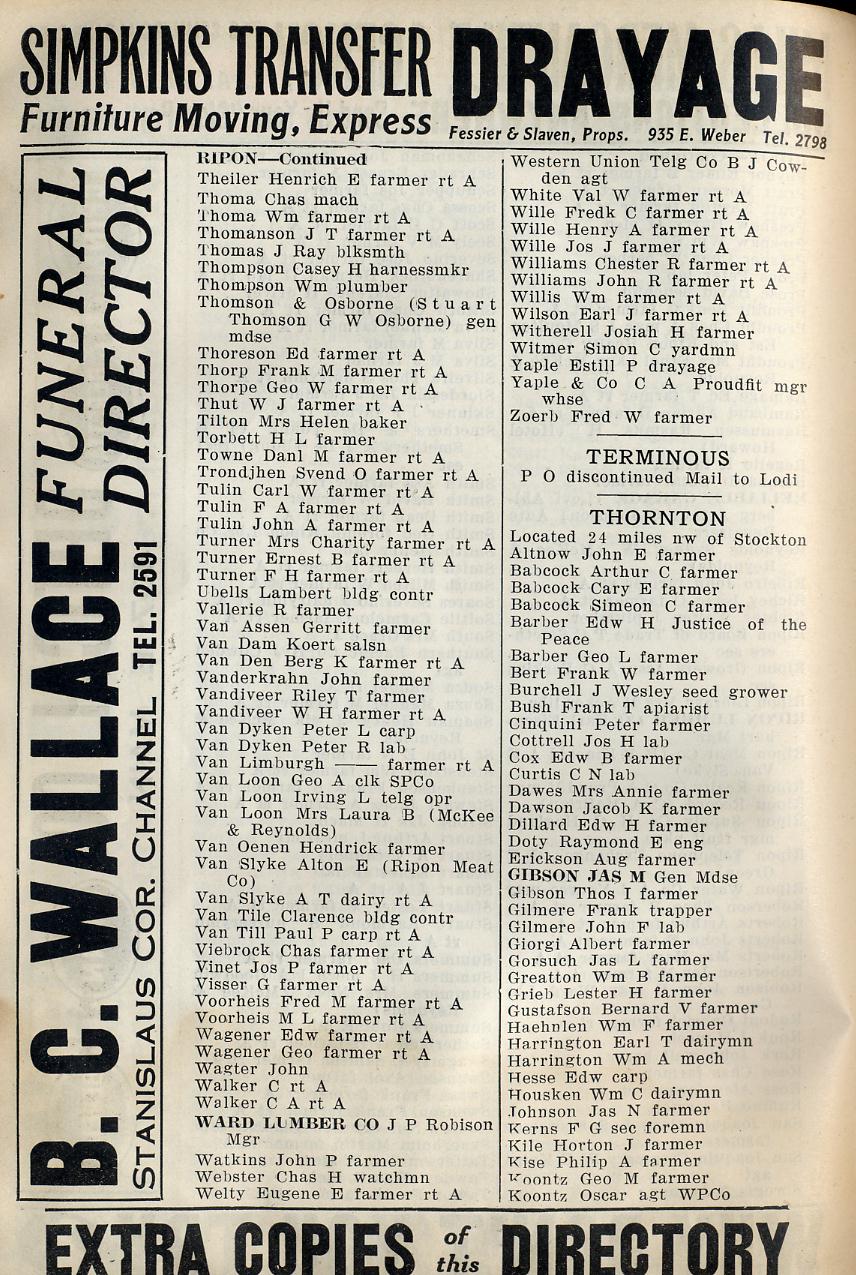 SIMPKINS TRANSFER DRAYAGE
Furniture Moving, Express Fessier & Slaven, Props. 935 E. Weber Tel. 2798
B. C. WALLACE FUNERAL DIRECTOR
STANISLAUS COR. CHANNEL TEL. 2591
RIPON—Continued
Theiler Henrich E farmer rt A
Thoma Chas mach
Thoma Wm farmer rt A
Thomanson J T farmer rt A
Thomas J Ray blksmth
Thompson Casey H harnessmkr
Thompson Wm plumber
Thomson & Osborne (Stuart
Thomson G W Osborne) gen
mdse
Thoreson Ed farmer rt A
Thorp Frank M farmer rt A
Thorpe Geo W farmer rt A
Thut W J farmer rt A
Tilton Mrs Helen baker
Torbett H L farmer
Towne Danl M farmer rt A
Trondjhen Svend O farmer rt A
Tulin Carl W farmer rt A
Tulin F A farmer rt A
Tulin John A farmer rt A
Turner Mrs Charity farmer rt A
Turner Ernest B farmer rt A
Turner F H farmer rt A
Ubells Lambert bldg contr
Vallerie R farmer
Van Assen Gerritt farmer
Van Dam Koert salsn
Van Den Berg K farmer rt A
Vanderkrahn John farmer
Vandiveer Riley T farmer
Vandiveer W H farmer rt A
Van Dyken Peter L carp
Van Dyken Peter R lab
Van Limburgh —— farmer rt A
Van Loon Geo A clk SPCo
Van Loon Irving L telg opr
Van Loon Mrs Laura B (McKee
& Reynolds)
Van Oenen Hendrick farmer
Van Slyke Alton E (Ripon Meat
Co)
Van Slyke A T dairy rt A
Van Tile Clarence bldg contr
Van Till Paul P carp rt A
Viebrock Chas farmer rt A
Vinet Jos P farmer rt A
Visser G farmer rt A
Voorheis Fred M farmer rt A
Voorheis M L farmer rt A
Wagener Edw farmer rt A
Wagener Geo farmer rt A
Wagter John
Walker C rt A
Walker C A rt A
WARD LUMBER CO J P Robison
Mgr
Watkins John P farmer
Webster Chas H watchmn
Welty Eugene E farmer rt A
Western Union Telg Co B J Cow-
den agt
White Val W farmer rt A
Wille Fredk C farmer rt A
Wille Henry A farmer rt A
Wille Jos J farmer rt A
Williams Chester R farmer rt A
Williams John R farmer rt A
Willis Wm farmer rt A
Wilson Earl J farmer rt A
Witherell Josiah H farmer
Witmer Simon C yardmn
Yaple Estill P drayage
Yaple & Co C A Proudfit mgr
whse
Zoerb Fred W farmer
TERMINOUS
P O discontinued Mail to Lodi
THORNTON
Located 24 miles nw of Stockton
Altnow John E farmer
Babcock Arthur C farmer
Babcock Cary E farmer
Babcock Simeon C farmer
Barber Edw H Justice of the
Peace
Barber Geo L farmer
Bert Frank W farmer
Burchell J Wesley seed grower
Bush Frank T apiarist
Cinquini Peter farmer
Cottrell Jos H lab
Cox Edw B farmer
Curtis C N lab
Dawes Mrs Annie farmer
Dawson Jacob K farmer
Dillard Edw H farmer
Doty Raymond E eng
Erickson Aug farmer
GIBSON JAS M Gen Mdse
Gibson Thos I farmer
Gilmere Frank trapper
Gilmere John F lab
Giorgi Albert farmer
Gorsuch Jas L farmer
Greatton Wm B farmer
Grieb Lester H farmer
Gustafson Bernard V farmer
Haehnlen Wm F farmer
Harrington Earl T dairymn
Harrington Wm A mech
Hesse Edw carp
Housken Wm C dairymn
Johnson Jas N farmer
Kerns F G sec foremn
Kile Horton J farmer
Kise Philip A farmer
Koontz Geo M farmer
Koontz Oscar agt WPCo
EXTRA COPIES of this DIRECTORY